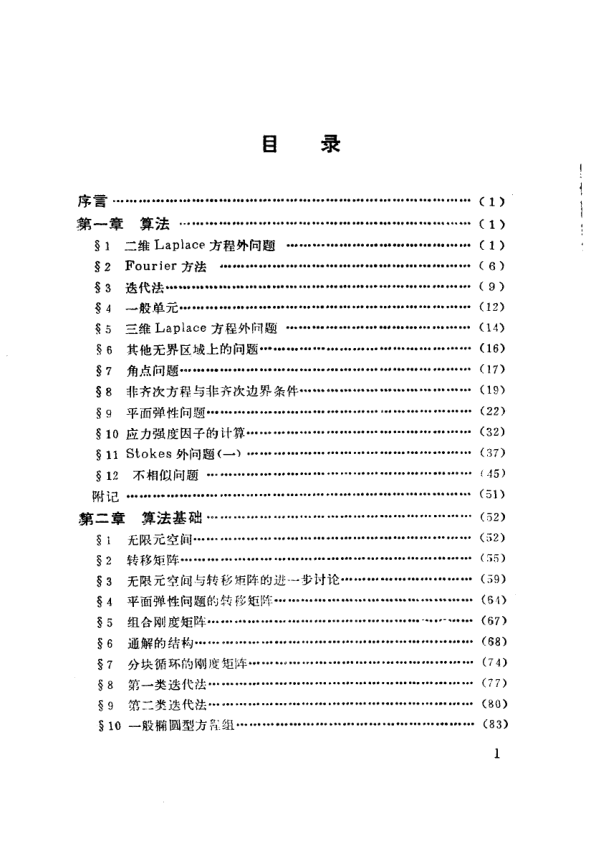 目 录
序言 …… (1)
第一章 算法 …… (1)
§1 二维 Laplace 方程外问题 …… (1)
§2 Fourier 方法 …… (6)
§3 迭代法 …… (9)
§4 一般单元 …… (12)
§5 三维 Laplace 方程外问题 …… (14)
§6 其他无界区域上的问题 …… (16)
§7 角点问题 …… (17)
§8 非齐次方程与非齐次边界条件 …… (19)
§9 平面弹性问题 …… (22)
§10 应力强度因子的计算 …… (32)
§11 Stokes 外问题(一) …… (37)
§12 不相似问题 …… (45)
附记 …… (51)
第二章 算法基础 …… (52)
§1 无限元空间 …… (52)
§2 转移矩阵 …… (55)
§3 无限元空间与转移矩阵的进一步讨论 …… (59)
§4 平面弹性问题的转移矩阵 …… (64)
§5 组合刚度矩阵 …… (67)
§6 通解的结构 …… (68)
§7 分块循环的刚度矩阵 …… (74)
§8 第一类迭代法 …… (77)
§9 第二类迭代法 …… (80)
§10 一般椭圆型方程组 …… (83)
1